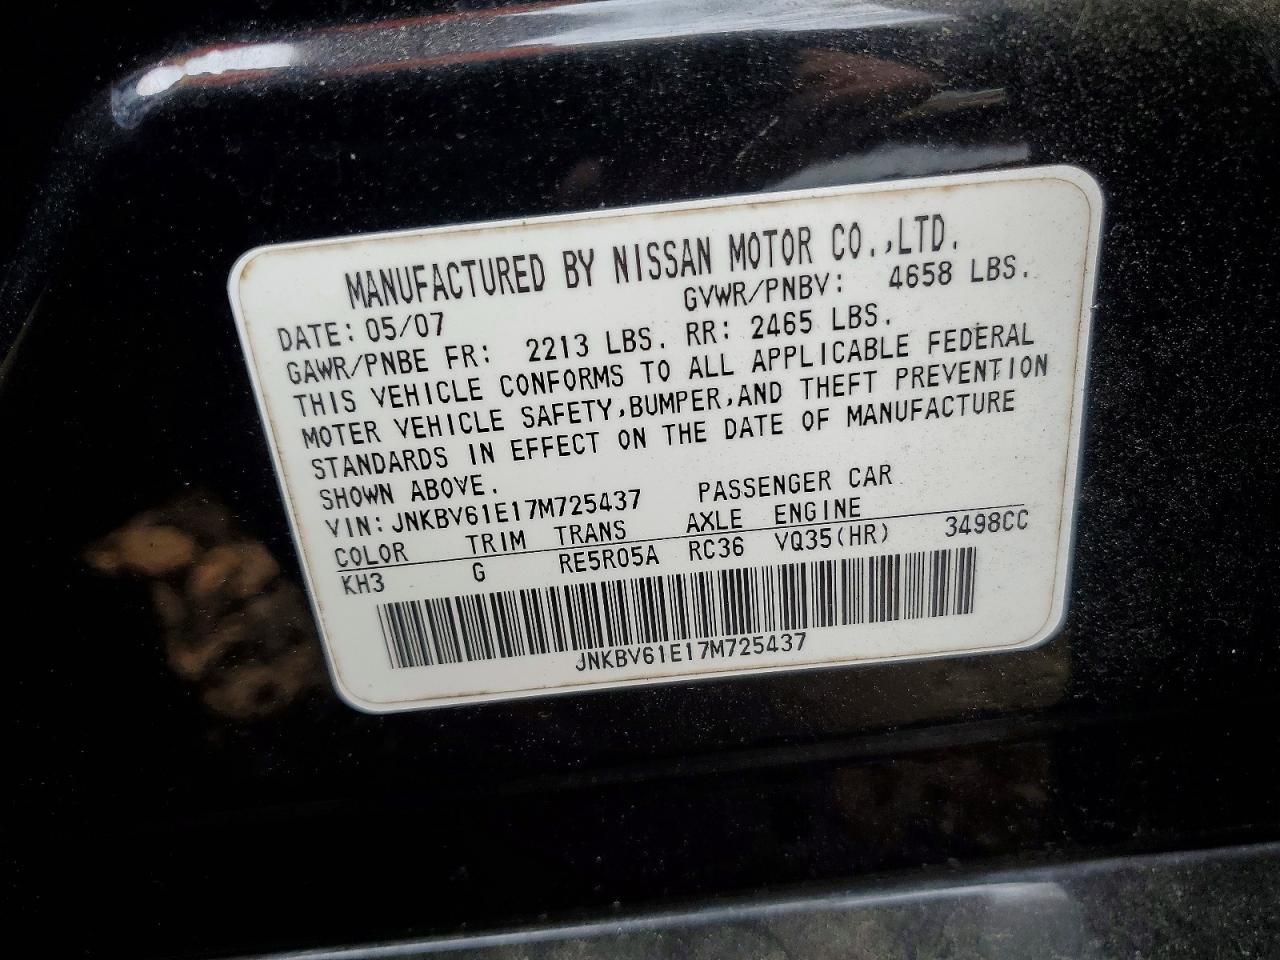 MANUFACTURED BY NISSAN MOTOR CO.,LTD.
DATE: 05/07 GVWR/PNBV: 4658 LBS.
GAWR/PNBE FR: 2213 LBS. RR: 2465 LBS.
THIS VEHICLE CONFORMS TO ALL APPLICABLE FEDERAL
MOTER VEHICLE SAFETY,BUMPER,AND THEFT PREVENTION
STANDARDS IN EFFECT ON THE DATE OF MANUFACTURE
SHOWN ABOVE.
VIN: JNKBV61E17M725437 PASSENGER CAR
COLOR TRIM TRANS AXLE ENGINE
KH3 G RE5R05A RC36 VQ35(HR) 3498CC
JNKBV61E17M725437